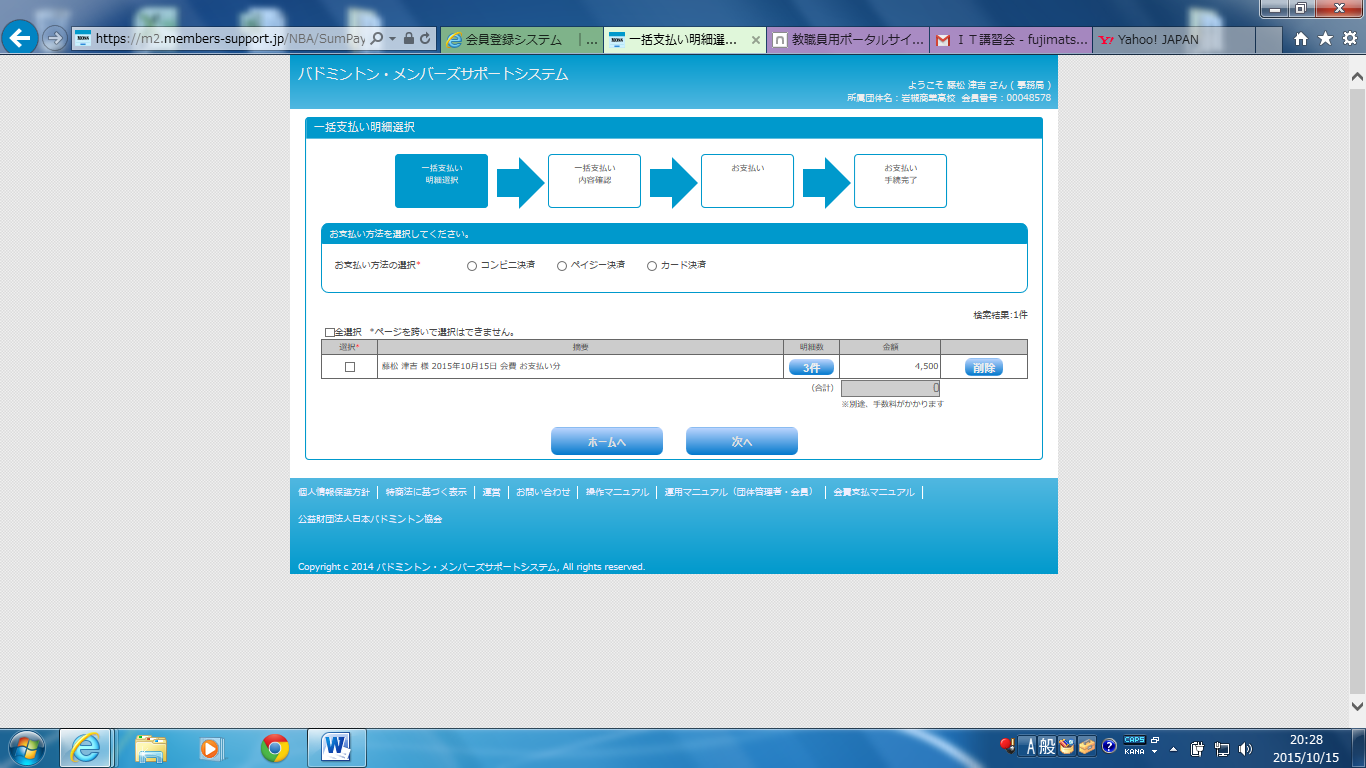 https://m2.members-support.jp/NBA/SumPay
会員登録システム | ...
一括支払い明細選...
教職員用ポータルサイ...
ＩＴ講習会 - fujimats...
Yahoo! JAPAN
バドミントン・メンバーズサポートシステム
ようこそ 藤松 津吉 さん ( 事務局 )
所属団体名：岩槻商業高校 会員番号：00048578
一括支払い明細選択
一括支払い
明細選択
一括支払い
内容確認
お支払い
お支払い
手続完了
お支払い方法を選択してください。
お支払い方法の選択* コンビニ決済 ペイジー決済 カード決済
検索結果:1件
全選択 *ページを跨いで選択はできません。
選択* 摘要 明細数 金額
藤松 津吉 様 2015年10月15日 会費 お支払い分 3件 4,500 削除
(合計) 0
※別途、手数料がかかります
ホームへ 次へ
個人情報保護方針 | 特商法に基づく表示 | 運営 | お問い合わせ | 操作マニュアル | 運用マニュアル（団体管理者・会員） | 会費支払マニュアル |
公益財団法人日本バドミントン協会
Copyright c 2014 バドミントン・メンバーズサポートシステム, All rights reserved.
A 般 CAPS
KANA
20:28
2015/10/15